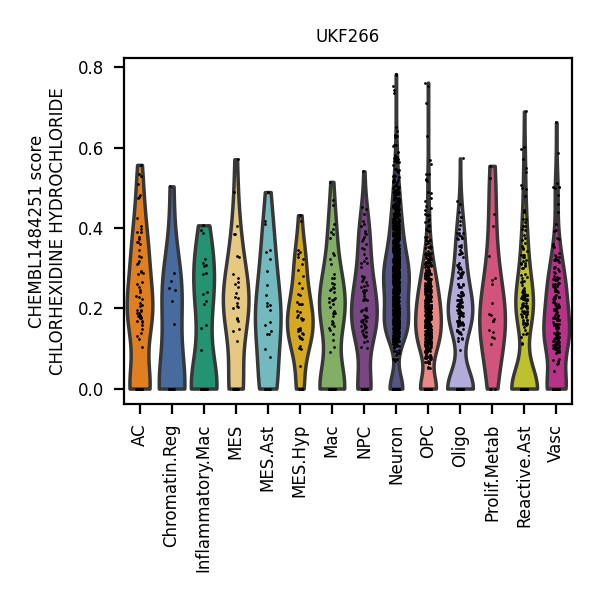 UKF266
CHEMBL1484251 score
CHLORHEXIDINE HYDROCHLORIDE
0.8
0.6
0.4
0.2
0.0
AC
Chromatin.Reg
Inflammatory.Mac
MES
MES.Ast
MES.Hyp
Mac
NPC
Neuron
OPC
Oligo
Prolif.Metab
Reactive.Ast
Vasc